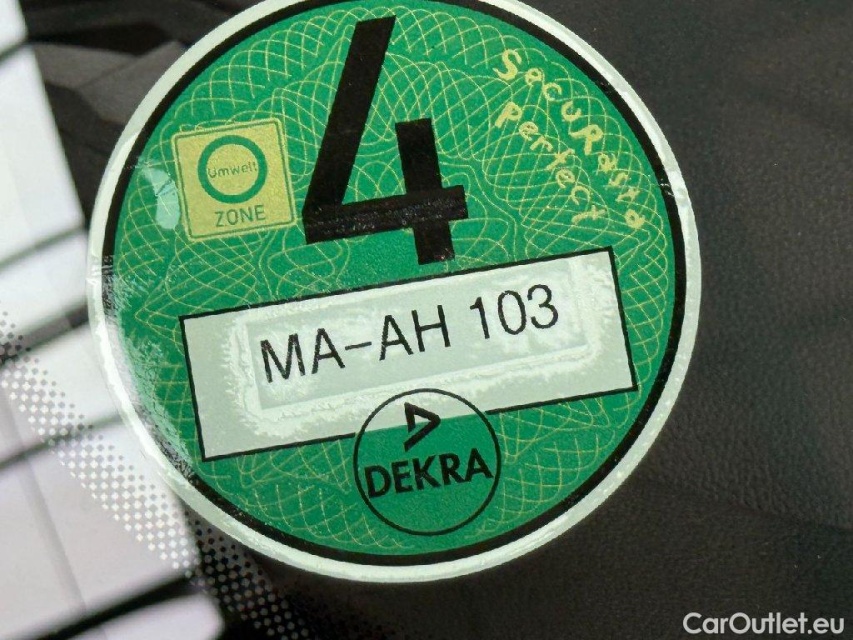 4
SecuRasta
Perfect
Umwelt
ZONE
MA-AH 103
DEKRA
CarOutlet.eu